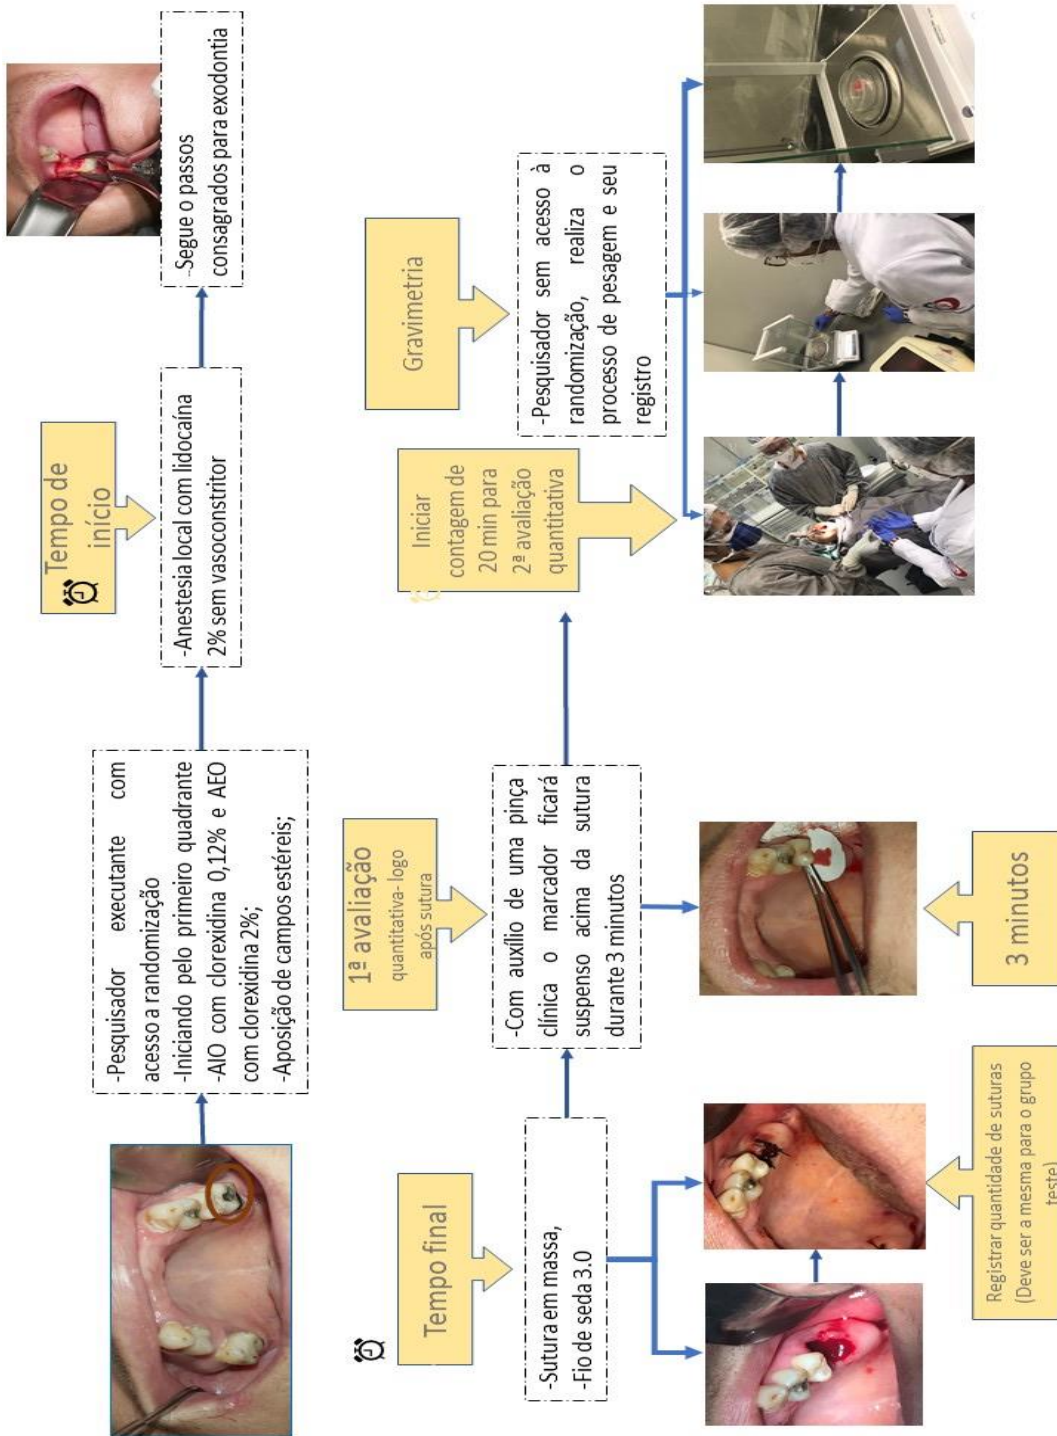 -Pesquisador executante com
acesso a randomização
-Iniciando pelo primeiro quadrante
-AIO com clorexidina 0,12% e AEO
com clorexidina 2%;
-Aposição de campos estéreis;
Tempo de
início
-Anestesia local com lidocaína
2% sem vasoconstritor
-Segue o passos
consagrados para exodontia
Tempo final
-Sutura em massa,
-Fio de seda 3.0
Registrar quantidade de suturas
(Deve ser a mesma para o grupo
teste)
1ª avaliação
quantitativa- logo
após sutura
-Com auxílio de uma pinça
clínica o marcador ficará
suspenso acima da sutura
durante 3 minutos
3 minutos
Iniciar
contagem de
20 min para
2ª avaliação
quantitativa
Gravimetria
-Pesquisador sem acesso à
randomização, realiza o
processo de pesagem e seu
registro